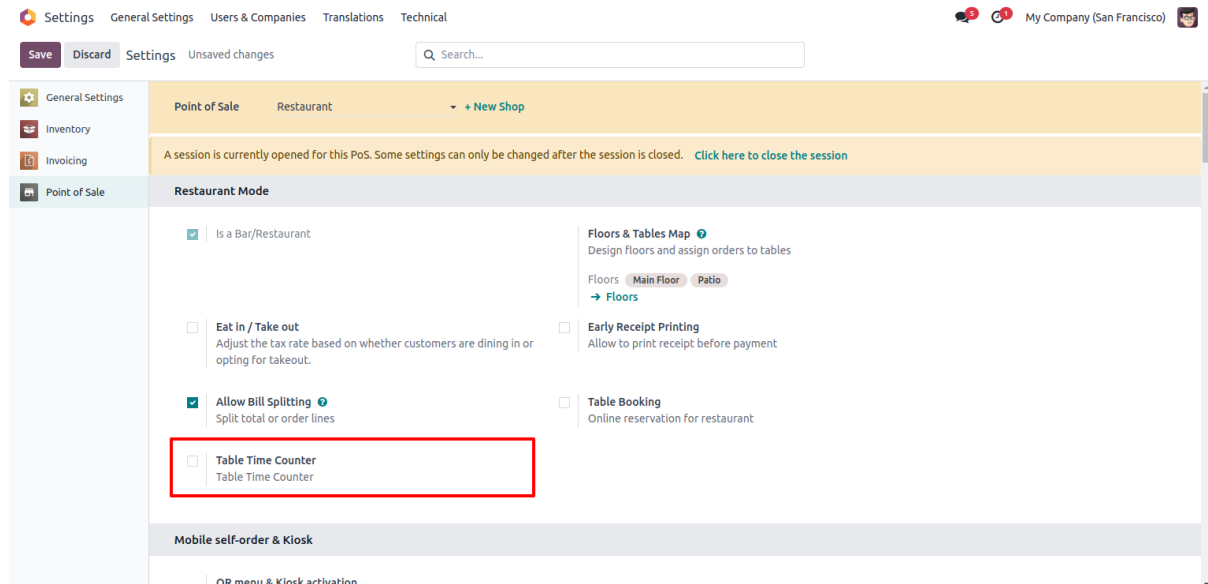 Settings General Settings Users & Companies Translations Technical 5 1 My Company (San Francisco)
Save Discard Settings Unsaved changes Search...
General Settings
Inventory
Invoicing
Point of Sale
Point of Sale Restaurant + New Shop
A session is currently opened for this PoS. Some settings can only be changed after the session is closed. Click here to close the session
Restaurant Mode
Is a Bar/Restaurant
Floors & Tables Map ?
Design floors and assign orders to tables
Floors Main Floor Patio
→ Floors
Eat in / Take out
Adjust the tax rate based on whether customers are dining in or
opting for takeout.
Early Receipt Printing
Allow to print receipt before payment
Allow Bill Splitting ?
Split total or order lines
Table Booking
Online reservation for restaurant
Table Time Counter
Table Time Counter
Mobile self-order & Kiosk
QR menu & Kiosk activation